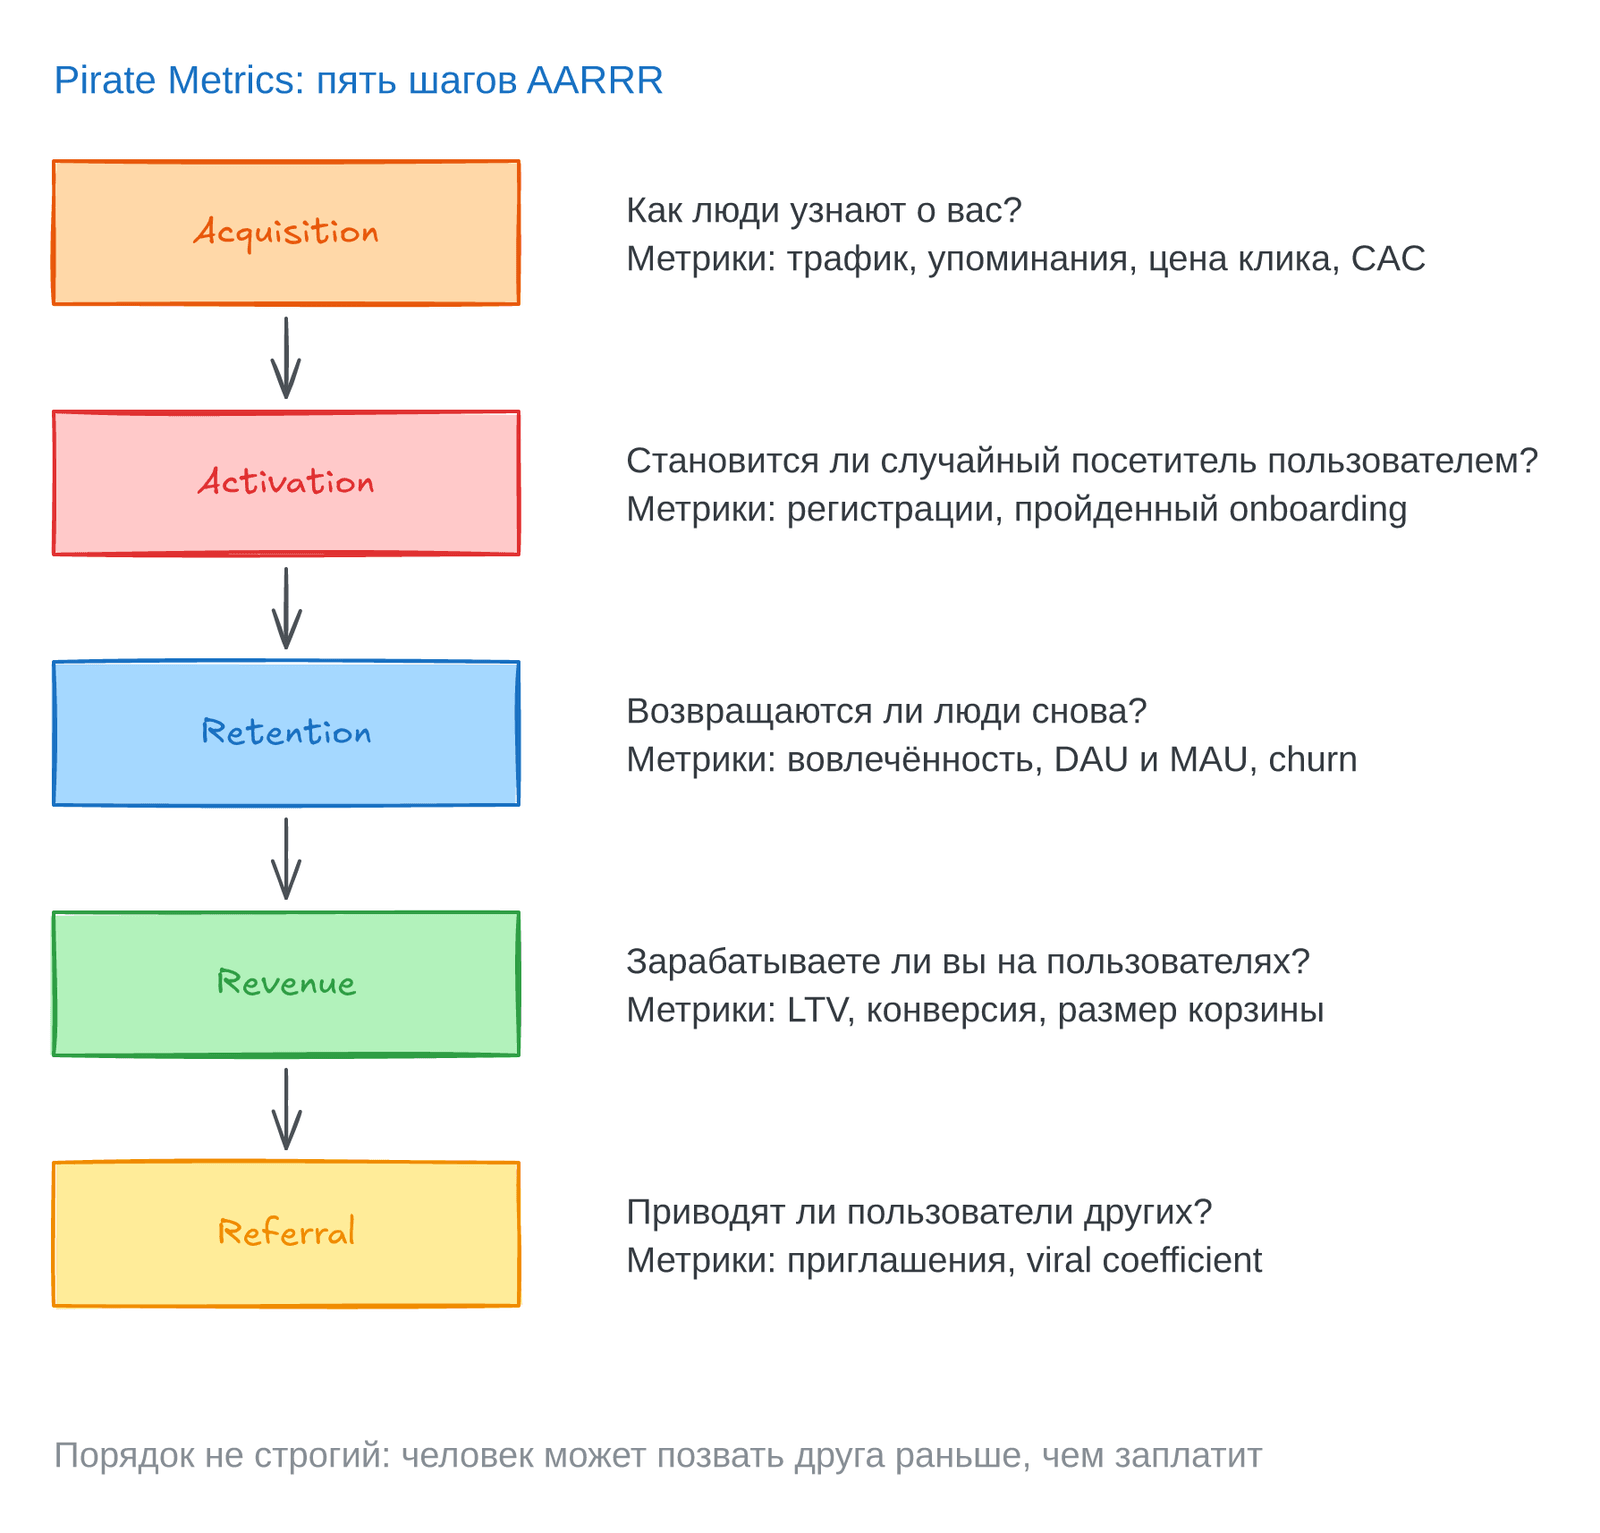 Pirate Metrics: пять шагов AARRR
Acquisition
Как люди узнают о вас?
Метрики: трафик, упоминания, цена клика, CAC
Activation
Становится ли случайный посетитель пользователем?
Метрики: регистрации, пройденный onboarding
Retention
Возвращаются ли люди снова?
Метрики: вовлечённость, DAU и MAU, churn
Revenue
Зарабатываете ли вы на пользователях?
Метрики: LTV, конверсия, размер корзины
Referral
Приводят ли пользователи других?
Метрики: приглашения, viral coefficient
Порядок не строгий: человек может позвать друга раньше, чем заплатит